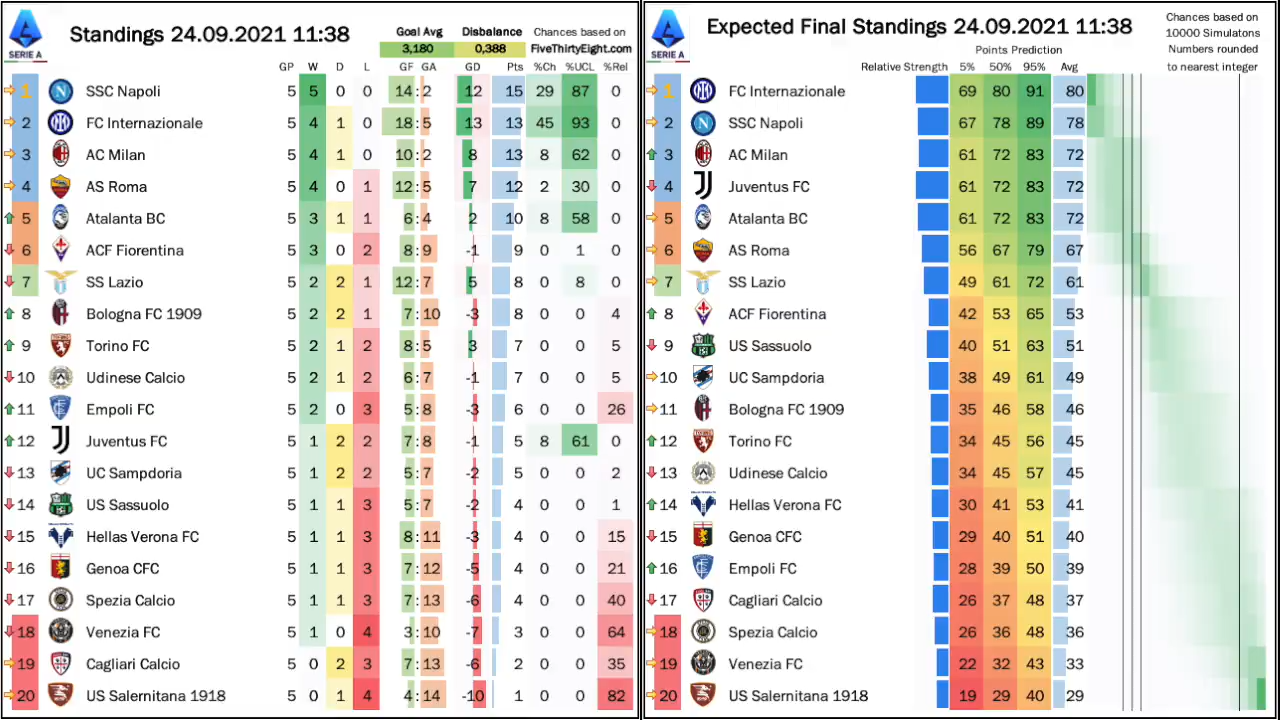 SERIE A
Standings 24.09.2021 11:38
Goal Avg Disbalance Chances based on
3,180 0,388 FiveThirtyEight.com
GP W D L GF GA GD Pts %Ch %UCL %Rel
1 SSC Napoli 5 5 0 0 14 : 2 12 15 29 87 0
2 FC Internazionale 5 4 1 0 18 : 5 13 13 45 93 0
3 AC Milan 5 4 1 0 10 : 2 8 13 8 62 0
4 AS Roma 5 4 0 1 12 : 5 7 12 2 30 0
5 Atalanta BC 5 3 1 1 6 : 4 2 10 8 58 0
6 ACF Fiorentina 5 3 0 2 8 : 9 -1 9 0 1 0
7 SS Lazio 5 2 2 1 12 : 7 5 8 0 8 0
8 Bologna FC 1909 5 2 2 1 7 : 10 -3 8 0 0 4
9 Torino FC 5 2 1 2 8 : 5 3 7 0 0 5
10 Udinese Calcio 5 2 1 2 6 : 7 -1 7 0 0 5
11 Empoli FC 5 2 0 3 5 : 8 -3 6 0 0 26
12 Juventus FC 5 1 2 2 7 : 8 -1 5 8 61 0
13 UC Sampdoria 5 1 2 2 5 : 7 -2 5 0 0 2
14 US Sassuolo 5 1 1 3 5 : 7 -2 4 0 0 1
15 Hellas Verona FC 5 1 1 3 8 : 11 -3 4 0 0 15
16 Genoa CFC 5 1 1 3 7 : 12 -5 4 0 0 21
17 Spezia Calcio 5 1 1 3 7 : 13 -6 4 0 0 40
18 Venezia FC 5 1 0 4 3 : 10 -7 3 0 0 64
19 Cagliari Calcio 5 0 2 3 7 : 13 -6 2 0 0 35
20 US Salernitana 1918 5 0 1 4 4 : 14 -10 1 0 0 82
SERIE A
Expected Final Standings 24.09.2021 11:38
Chances based on
10000 Simulatons
Numbers rounded
to nearest integer
Points Prediction
Relative Strength 5% 50% 95% Avg
1 FC Internazionale 69 80 91 80
2 SSC Napoli 67 78 89 78
3 AC Milan 61 72 83 72
4 Juventus FC 61 72 83 72
5 Atalanta BC 61 72 83 72
6 AS Roma 56 67 79 67
7 SS Lazio 49 61 72 61
8 ACF Fiorentina 42 53 65 53
9 US Sassuolo 40 51 63 51
10 UC Sampdoria 38 49 61 49
11 Bologna FC 1909 35 46 58 46
12 Torino FC 34 45 56 45
13 Udinese Calcio 34 45 57 45
14 Hellas Verona FC 30 41 53 41
15 Genoa CFC 29 40 51 40
16 Empoli FC 28 39 50 39
17 Cagliari Calcio 26 37 48 37
18 Spezia Calcio 26 36 48 36
19 Venezia FC 22 32 43 33
20 US Salernitana 1918 19 29 40 29